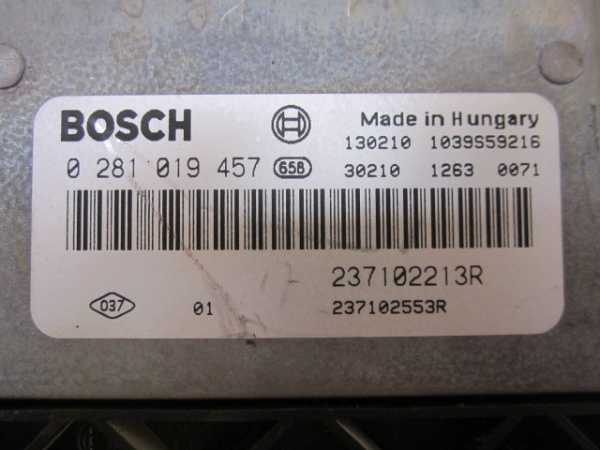 BOSCH
Made in Hungary
130210 1039S59216
0 281 019 457 658
30210 1263 0071
237102213R
037 01 237102553R